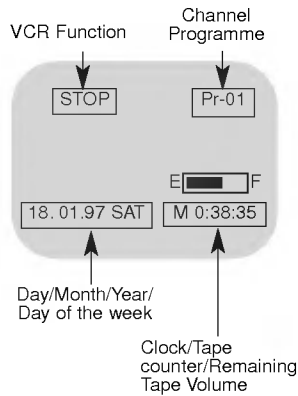 Channel
VCR Function
Programme
STOP
Pr-01
E F
18. 01.97 SAT
M 0:38:35
Day/Month/Year/
Day of the week
Clock/Tape
counter/Remaining
Tape Volume